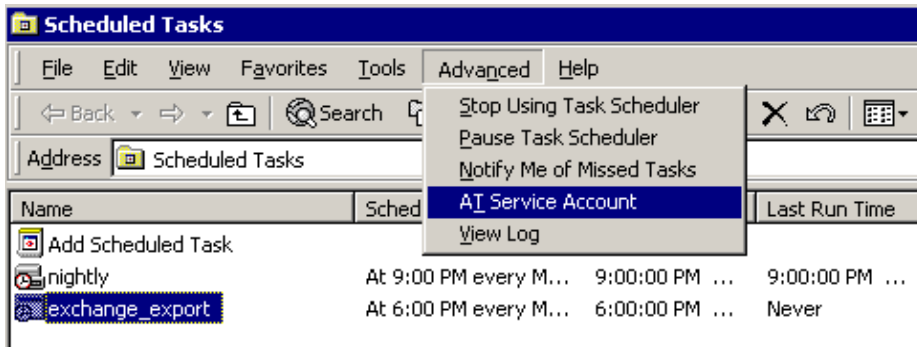 Scheduled Tasks
File Edit View Favorites Tools Advanced Help
Back Search
Stop Using Task Scheduler
Pause Task Scheduler
Notify Me of Missed Tasks
AT Service Account
View Log
Address Scheduled Tasks
Name Sched Last Run Time
Add Scheduled Task
nightly At 9:00 PM every M... 9:00:00 PM ... 9:00:00 PM ...
exchange_export At 6:00 PM every M... 6:00:00 PM ... Never